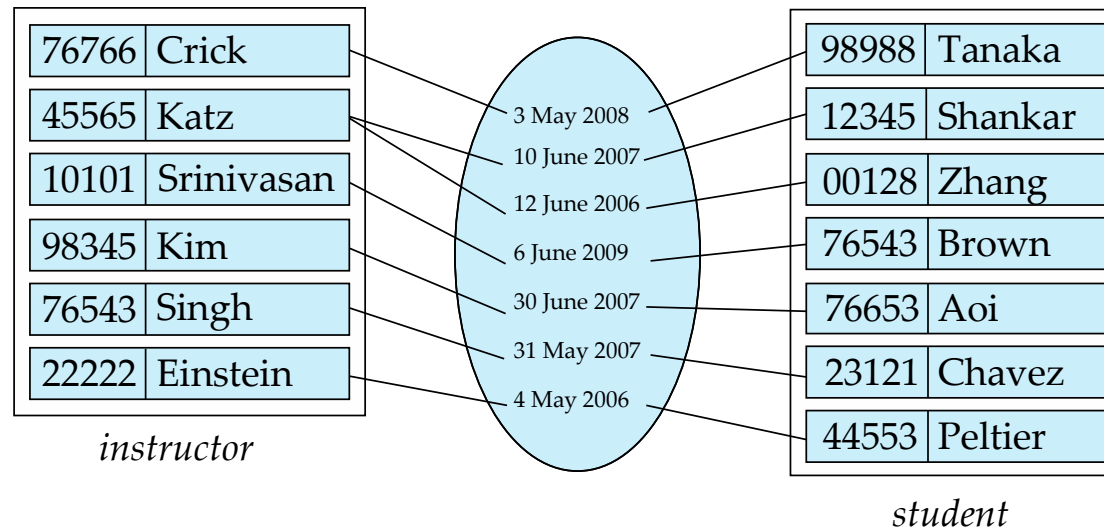 76766 Crick
45565 Katz
10101 Srinivasan
98345 Kim
76543 Singh
22222 Einstein
instructor
3 May 2008
10 June 2007
12 June 2006
6 June 2009
30 June 2007
31 May 2007
4 May 2006
98988 Tanaka
12345 Shankar
00128 Zhang
76543 Brown
76653 Aoi
23121 Chavez
44553 Peltier
student